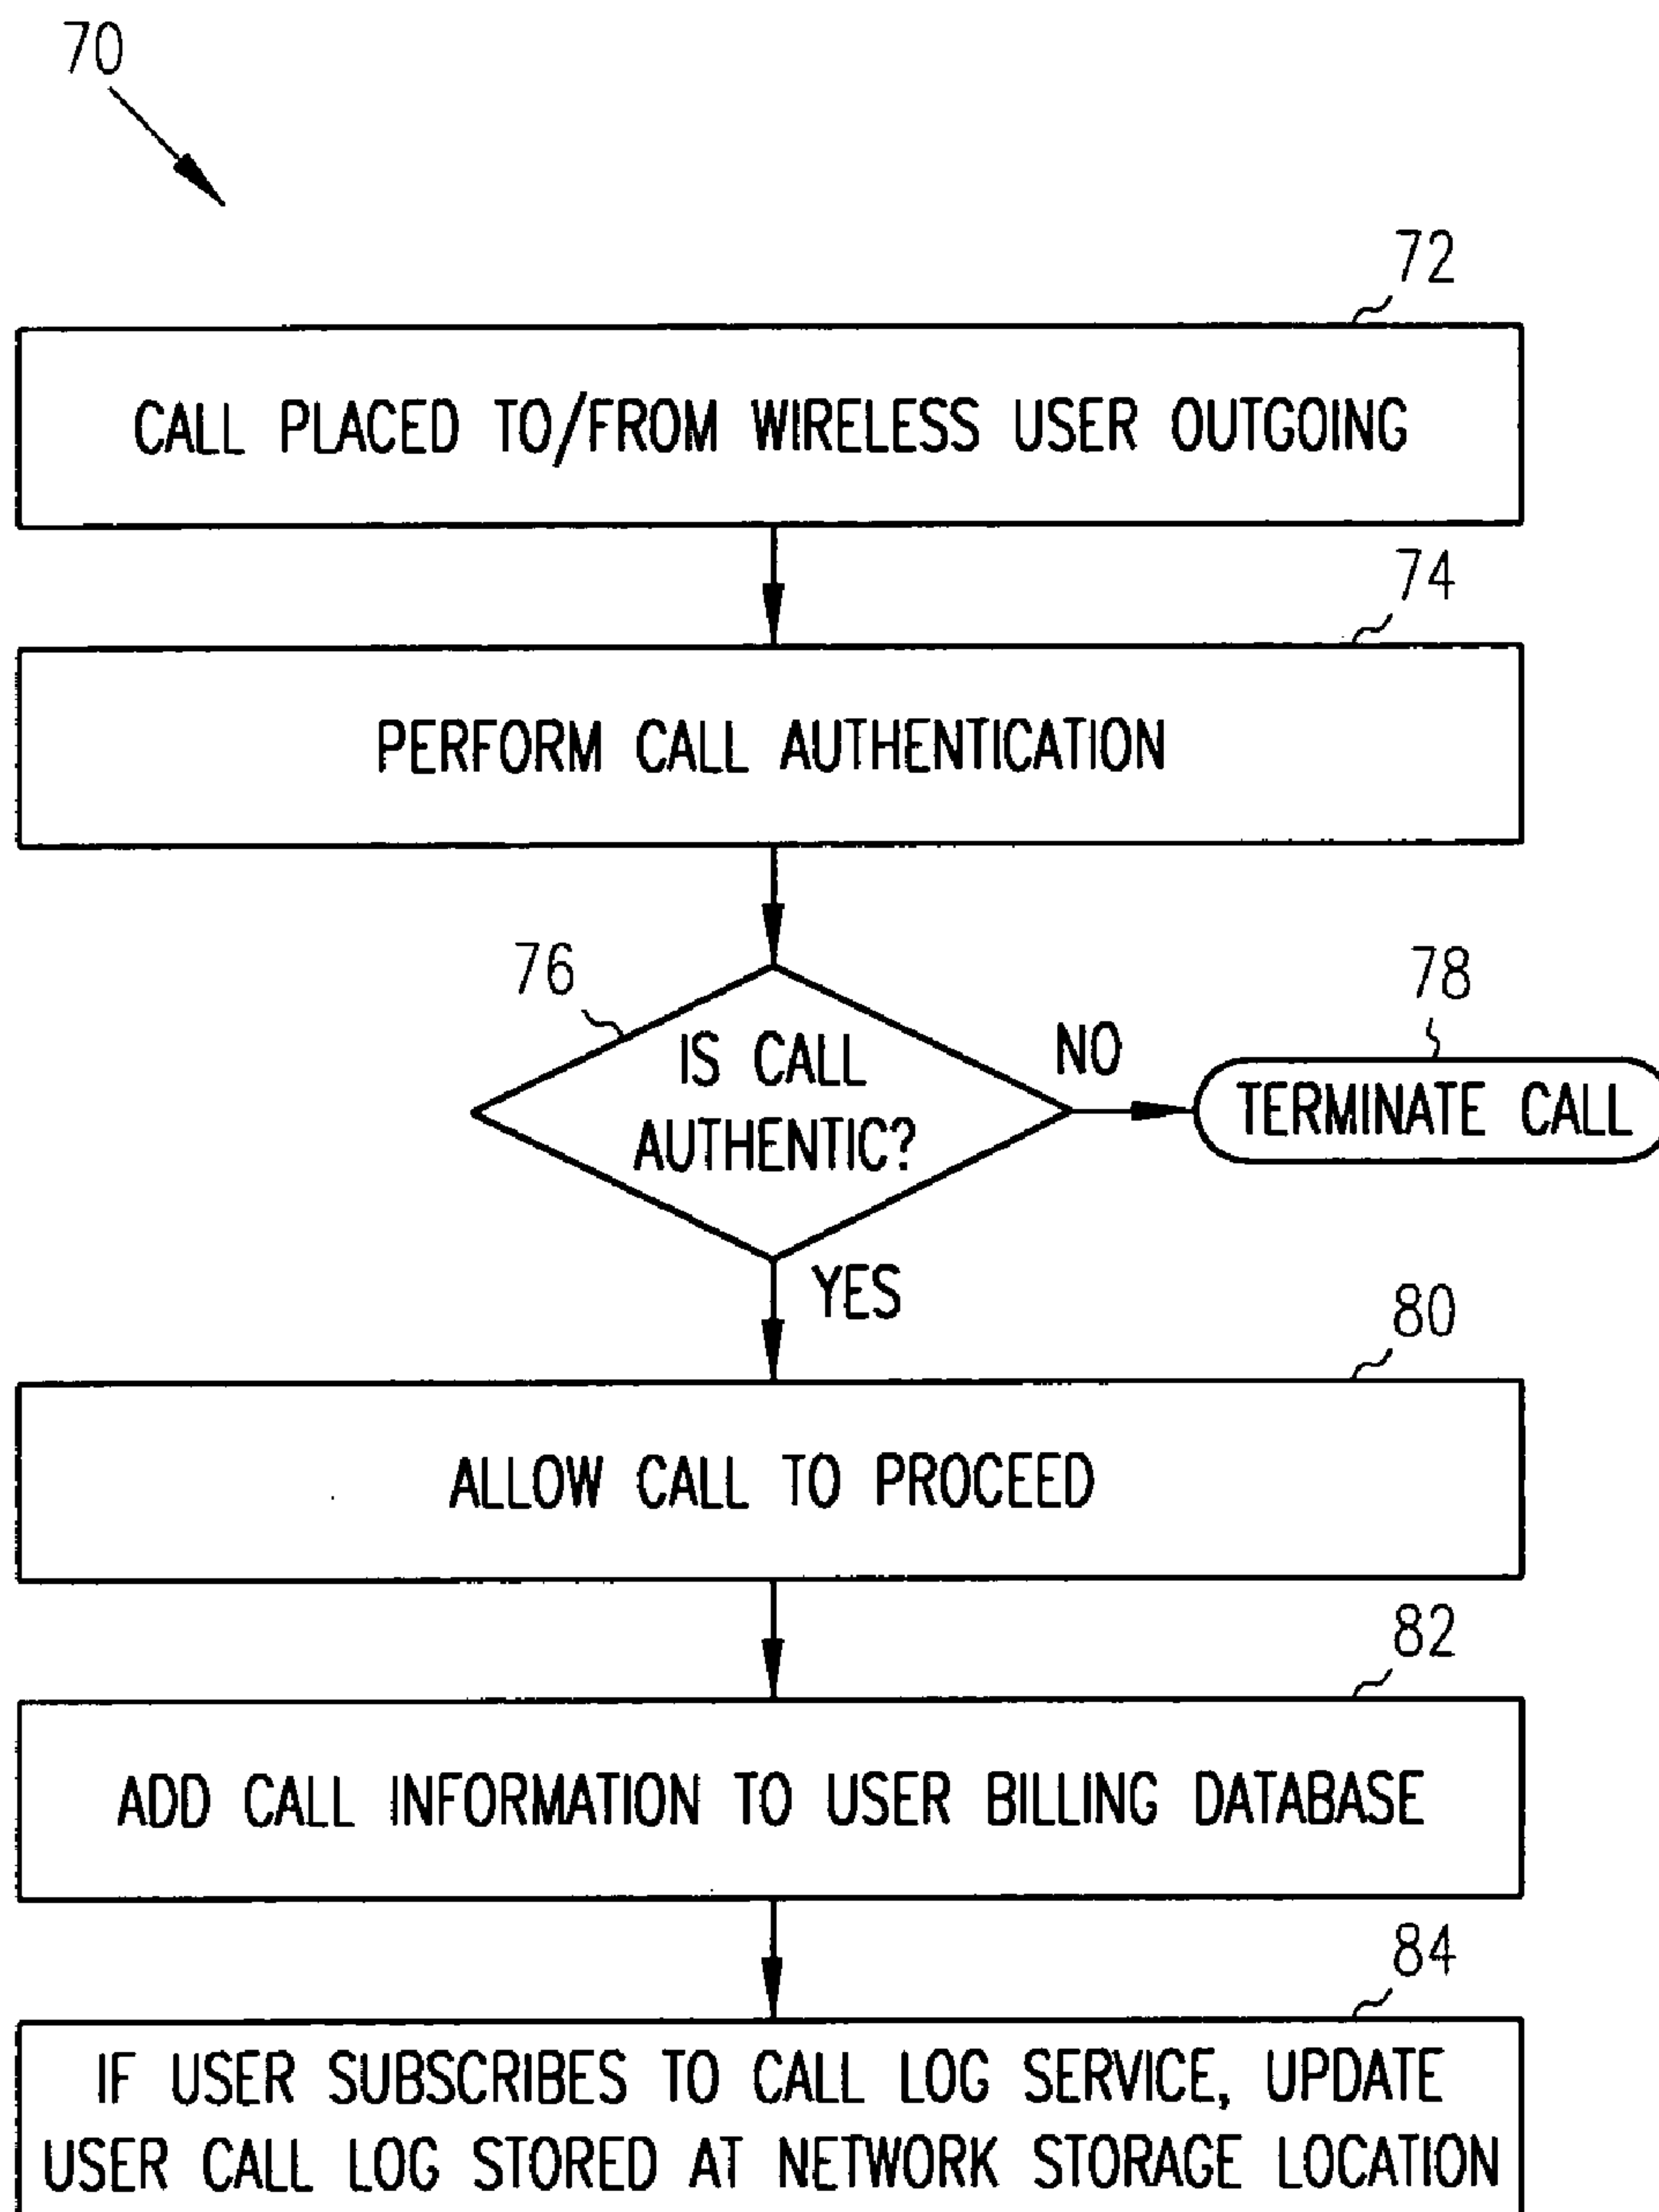 70
72
CALL PLACED TO/FROM WIRELESS USER OUTGOING
74
PERFORM CALL AUTHENTICATION
76
IS CALL
AUTHENTIC?
NO
78
TERMINATE CALL
YES
80
ALLOW CALL TO PROCEED
82
ADD CALL INFORMATION TO USER BILLING DATABASE
84
IF USER SUBSCRIBES TO CALL LOG SERVICE, UPDATE
USER CALL LOG STORED AT NETWORK STORAGE LOCATION